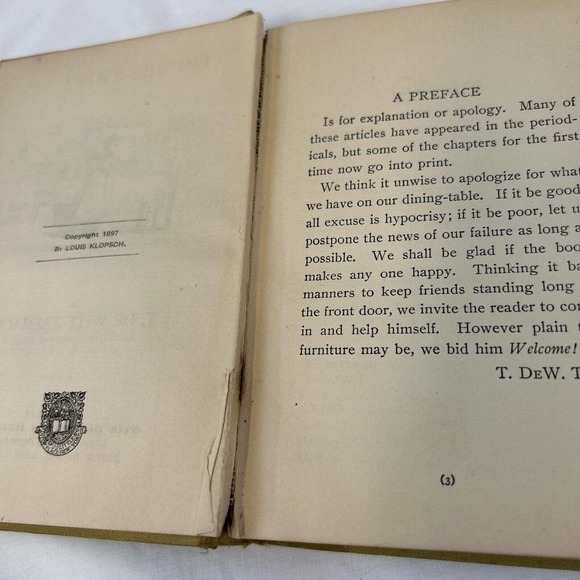 Copyright 1897
By LOUIS KLOPSCH.
A PREFACE
Is for explanation or apology. Many of
these articles have appeared in the period-
icals, but some of the chapters for the first
time now go into print.
We think it unwise to apologize for what
we have on our dining-table. If it be good
all excuse is hypocrisy; if it be poor, let u
postpone the news of our failure as long a
possible. We shall be glad if the boo
makes any one happy. Thinking it ba
manners to keep friends standing long
the front door, we invite the reader to com
in and help himself. However plain t
furniture may be, we bid him Welcome!
T. DEW. T
(3)